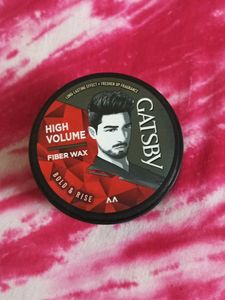 LONG LASTING EFFECT + FRESHEN UP FRAGRANCE
GATSBY
HIGH
VOLUME
FIBER WAX
BOLD & RISE